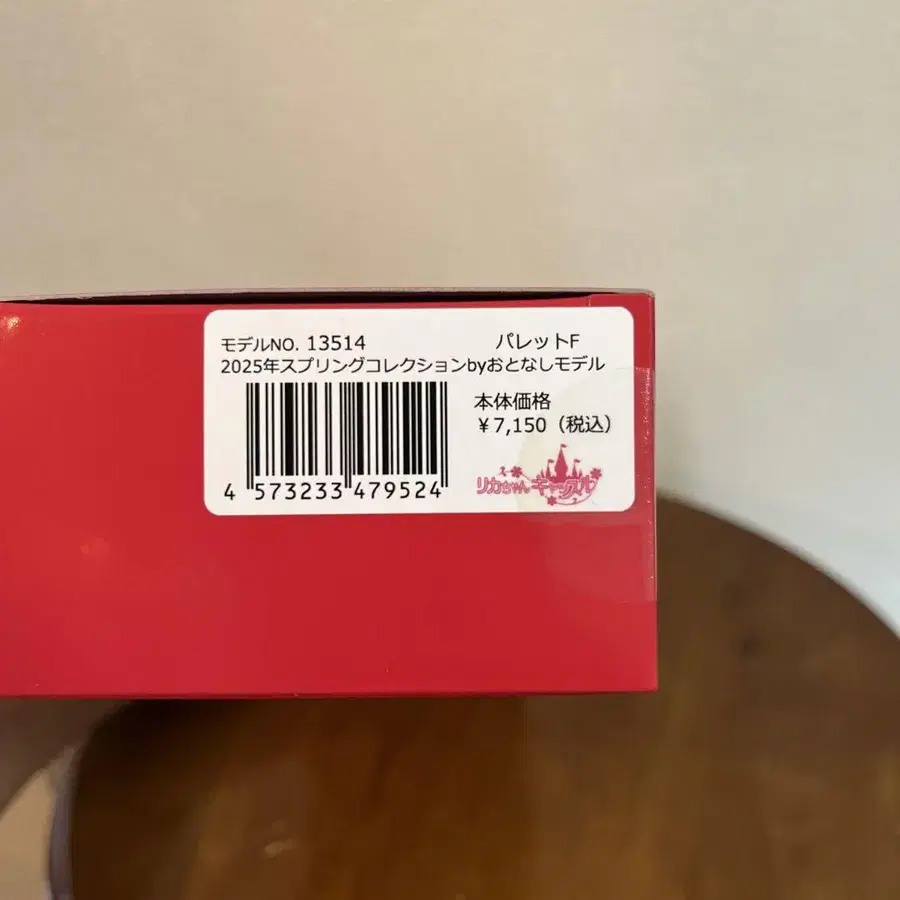 モデルNO. 13514 パレットF
2025年スプリングコレクションbyおとなしモデル
本体価格
¥7,150（税込）
4 573233 479524
リカちゃんキャッスル